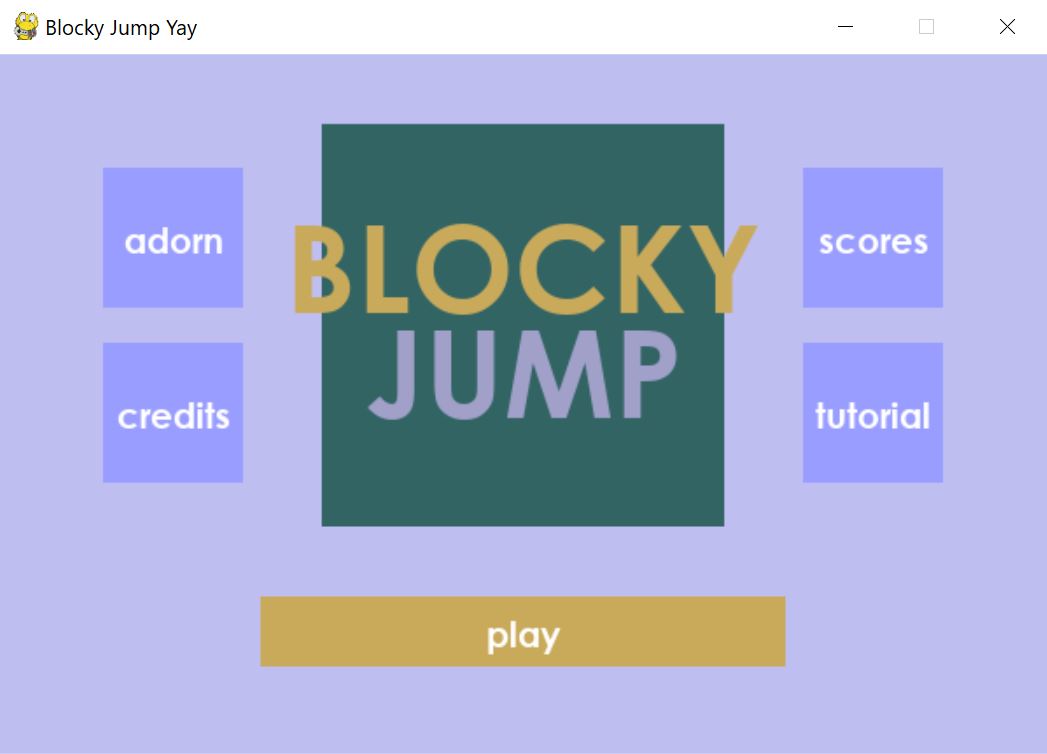 Blocky Jump Yay
adorn
credits
BLOCKY
JUMP
scores
tutorial
play